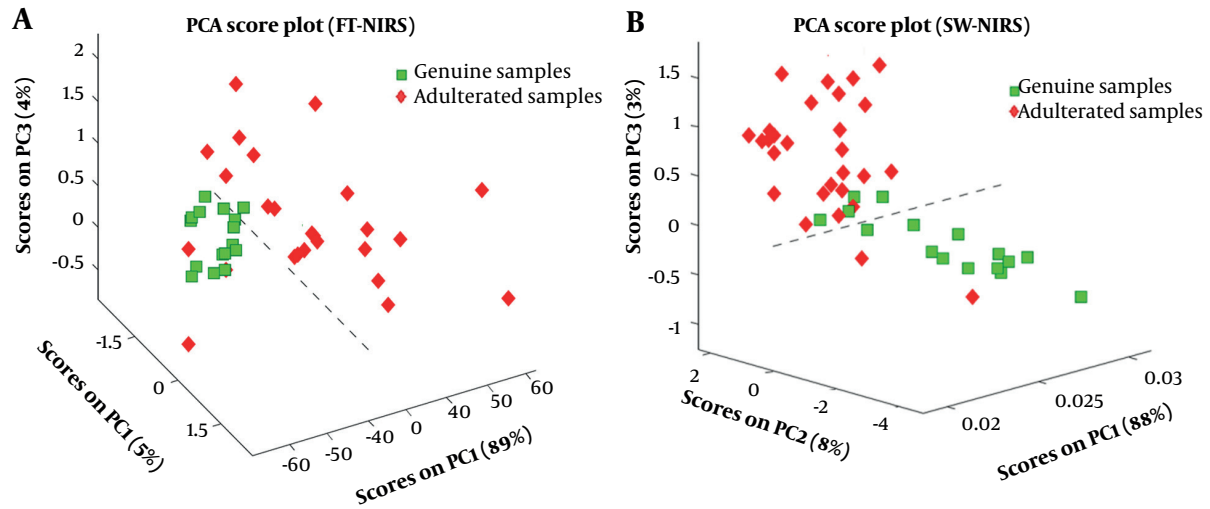 A
PCA score plot (FT-NIRS)
Genuine samples
Adulterated samples
Scores on PC3 (4%)
2
1.5
1
0.5
0
-0.5
Scores on PC1 (5%)
-1.5
0
1.5
Scores on PC1 (89%)
-60
-50
-40
0
40
50
60
B
PCA score plot (SW-NIRS)
Genuine samples
Adulterated samples
Scores on PC3 (3%)
1.5
1
0.5
0
-0.5
-1
Scores on PC2 (8%)
2
0
-2
-4
Scores on PC1 (88%)
0.02
0.025
0.03